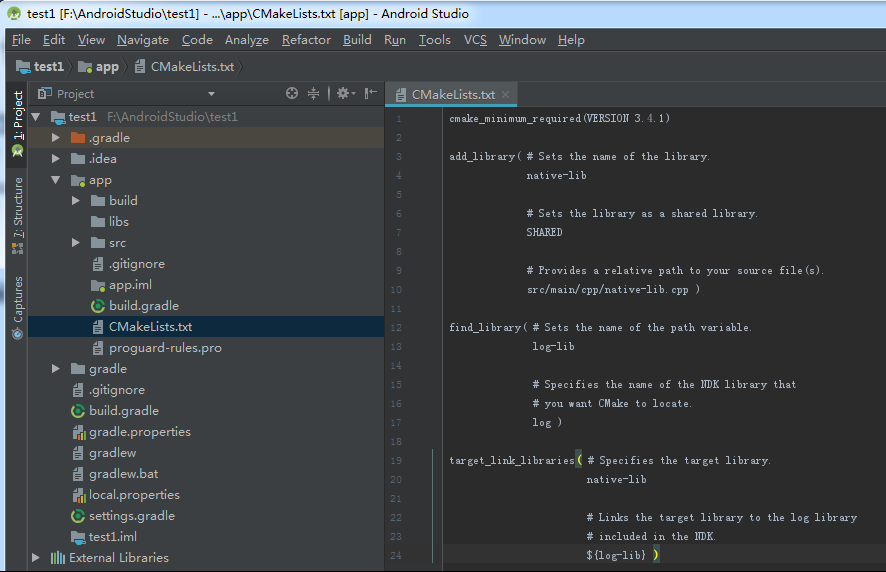 test1 [F:\AndroidStudio\test1] - ...\app\CMakeLists.txt [app] - Android Studio
File Edit View Navigate Code Analyze Refactor Build Run Tools VCS Window Help
test1 app CMakeLists.txt
1: Project
7: Structure
Captures
Project
test1 F:\AndroidStudio\test1
.gradle
.idea
app
build
libs
src
.gitignore
app.iml
build.gradle
CMakeLists.txt
proguard-rules.pro
gradle
.gitignore
build.gradle
gradle.properties
gradlew
gradlew.bat
local.properties
settings.gradle
test1.iml
External Libraries
CMakeLists.txt
1 cmake_minimum_required(VERSION 3.4.1)
2
3 add_library( # Sets the name of the library.
4 native-lib
5
6 # Sets the library as a shared library.
7 SHARED
8
9 # Provides a relative path to your source file(s).
10 src/main/cpp/native-lib.cpp )
11
12 find_library( # Sets the name of the path variable.
13 log-lib
14
15 # Specifies the name of the NDK library that
16 # you want CMake to locate.
17 log )
18
19 target_link_libraries( # Specifies the target library.
20 native-lib
21
22 # Links the target library to the log library
23 # included in the NDK.
24 ${log-lib} )